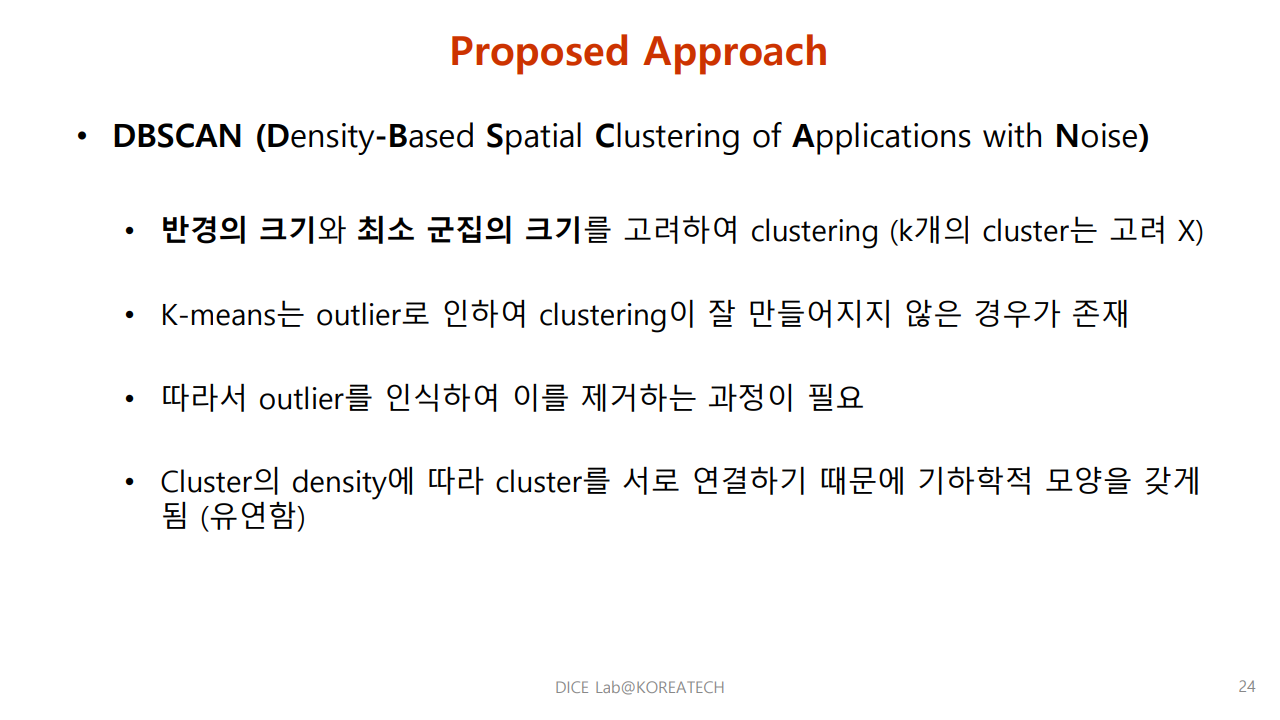 Proposed Approach
• DBSCAN (Density-Based Spatial Clustering of Applications with Noise)
• 반경의 크기와 최소 군집의 크기를 고려하여 clustering (k개의 cluster는 고려 X)
• K-means는 outlier로 인하여 clustering이 잘 만들어지지 않은 경우가 존재
• 따라서 outlier를 인식하여 이를 제거하는 과정이 필요
• Cluster의 density에 따라 cluster를 서로 연결하기 때문에 기하학적 모양을 갖게
됨 (유연함)
DICE Lab@KOREATECH
24